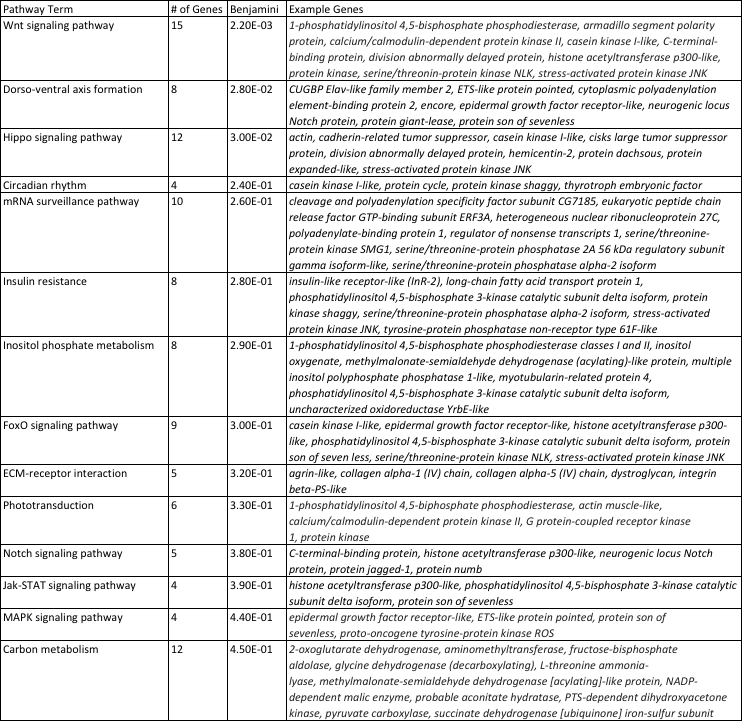 Pathway Term # of Genes Benjamini Example Genes
Wnt signaling pathway 15 2.20E-03 1-phosphatidylinositol 4,5-bisphosphate phosphodiesterase, armadillo segment polarity
protein, calcium/calmodulin-dependent protein kinase II, casein kinase I-like, C-terminal-
binding protein, division abnormally delayed protein, histone acetyltransferase p300-like,
protein kinase, serine/threonin-protein kinase NLK, stress-activated protein kinase JNK
Dorso-ventral axis formation 8 2.80E-02 CUGBP Elav-like family member 2, ETS-like protein pointed, cytoplasmic polyadenylation
element-binding protein 2, encore, epidermal growth factor receptor-like, neurogenic locus
Notch protein, protein giant-lease, protein son of sevenless
Hippo signaling pathway 12 3.00E-02 actin, cadherin-related tumor suppressor, casein kinase I-like, cisks large tumor suppressor
protein, division abnormally delayed protein, hemicentin-2, protein dachsous, protein
expanded-like, stress-activated protein kinase JNK
Circadian rhythm 4 2.40E-01 casein kinase I-like, protein cycle, protein kinase shaggy, thyrotroph embryonic factor
mRNA surveillance pathway 10 2.60E-01 cleavage and polyadenylation specificity factor subunit CG7185, eukaryotic peptide chain
release factor GTP-binding subunit ERF3A, heterogeneous nuclear ribonucleoprotein 27C,
polyadenylate-binding protein 1, regulator of nonsense transcripts 1, serine/threonine-
protein kinase SMG1, serine/threonine-protein phosphatase 2A 56 kDa regulatory subunit
gamma isoform-like, serine/threonine-protein phosphatase alpha-2 isoform
Insulin resistance 8 2.80E-01 insulin-like receptor-like (InR-2), long-chain fatty acid transport protein 1,
phosphatidylinositol 4,5-bisphosphate 3-kinase catalytic subunit delta isoform, protein
kinase shaggy, serine/threonine-protein phosphatase alpha-2 isoform, stress-activated
protein kinase JNK, tyrosine-protein phosphatase non-receptor type 61F-like
Inositol phosphate metabolism 8 2.90E-01 1-phosphatidylinositol 4,5-bisphosphate phosphodiesterase classes I and II, inositol
oxygenate, methylmalonate-semialdehyde dehydrogenase (acylating)-like protein, multiple
inositol polyphosphate phosphatase 1-like, myotubularin-related protein 4,
phosphatidylinositol 4,5-bisphosphate 3-kinase catalytic subunit delta isoform,
uncharacterized oxidoreductase YrbE-like
FoxO signaling pathway 9 3.00E-01 casein kinase I-like, epidermal growth factor receptor-like, histone acetyltransferase p300-
like, phosphatidylinositol 4,5-bisphosphate 3-kinase catalytic subunit delta isoform, protein
son of seven less, serine/threonine-protein kinase NLK, stress-activated protein kinase JNK
ECM-receptor interaction 5 3.20E-01 agrin-like, collagen alpha-1 (IV) chain, collagen alpha-5 (IV) chain, dystroglycan, integrin
beta-PS-like
Phototransduction 6 3.30E-01 1-phosphatidylinositol 4,5-biphosphate phosphodiesterase, actin muscle-like,
calcium/calmodulin-dependent protein kinase II, G protein-coupled receptor kinase
1, protein kinase
Notch signaling pathway 5 3.80E-01 C-terminal-binding protein, histone acetyltransferase p300-like, neurogenic locus Notch
protein, protein jagged-1, protein numb
Jak-STAT signaling pathway 4 3.90E-01 histone acetyltransferase p300-like, phosphatidylinositol 4,5-bisphosphate 3-kinase catalytic
subunit delta isoform, protein son of sevenless
MAPK signaling pathway 4 4.40E-01 epidermal growth factor receptor-like, ETS-like protein pointed, protein son of
sevenless, proto-oncogene tyrosine-protein kinase ROS
Carbon metabolism 12 4.50E-01 2-oxoglutarate dehydrogenase, aminomethyltransferase, fructose-bisphosphate
aldolase, glycine dehydrogenase (decarboxylating), L-threonine ammonia-
lyase, methylmalonate-semialdehyde dehydrogenase [acylating]-like protein, NADP-
dependent malic enzyme, probable aconitate hydratase, PTS-dependent dihydroxyacetone
kinase, pyruvate carboxylase, succinate dehydrogenase [ubiquinone] iron-sulfur subunit